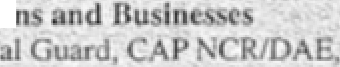 ns and Businesses
al Guard, CAP NCR/DAE,